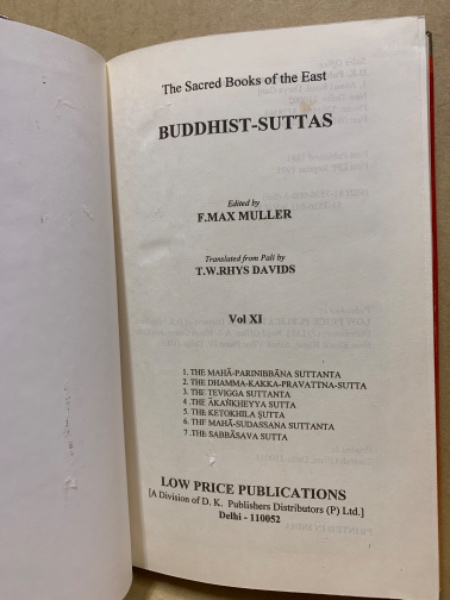 The Sacred Books of the East
BUDDHIST-SUTTAS
Edited by
F.MAX MULLER
Translated from Pali by
T.W.RHYS DAVIDS
Vol XI
1. THE MAHĀ-PARINIBBĀNA SUTTANTA
2. THE DHAMMA-KAKKA-PRAVATTNA-SUTTA
3. THE TEVIGGA SUTTANTA
4. THE ĀKAṄKHEYYA SUTTA
5. THE KETOKHILA SUTTA
6. THE MAHĀ-SUDASSANA SUTTANTA
7 .THE SABBĀSAVA SUTTA
LOW PRICE PUBLICATIONS
[A Division of D. K. Publishers Distributors (P) Ltd.]
Delhi - 110052